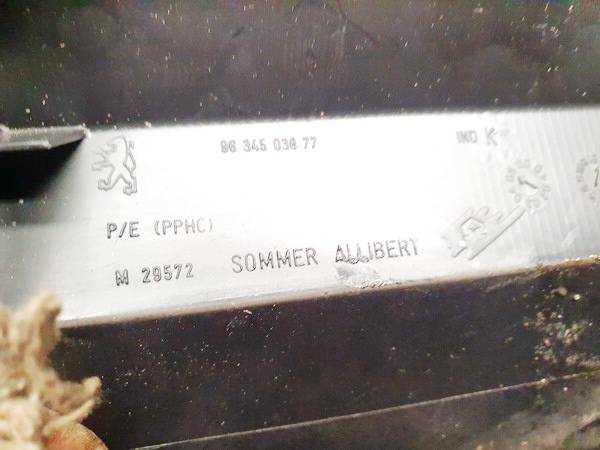 96 345 038 77
IND K
P/E (PPHC)
M 29572
SOMMER ALLIBERT